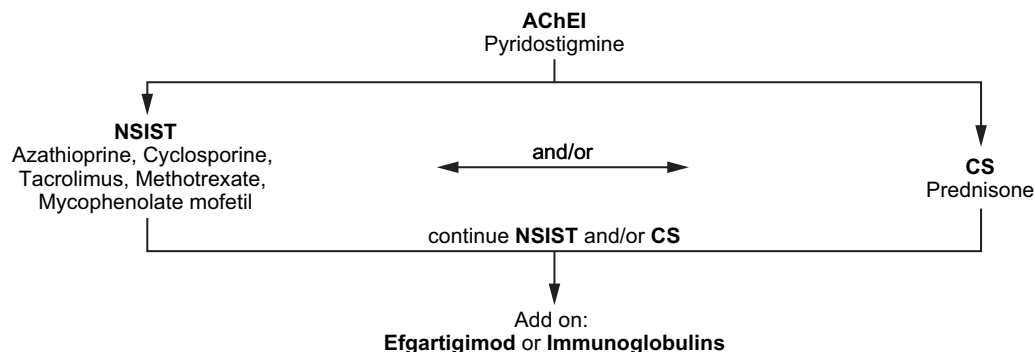 AChEI
Pyridostigmine
NSIST
Azathioprine, Cyclosporine,
Tacrolimus, Methotrexate,
Mycophenolate mofetil
and/or
CS
Prednisone
continue NSIST and/or CS
Add on:
Efgartigimod or Immunoglobulins